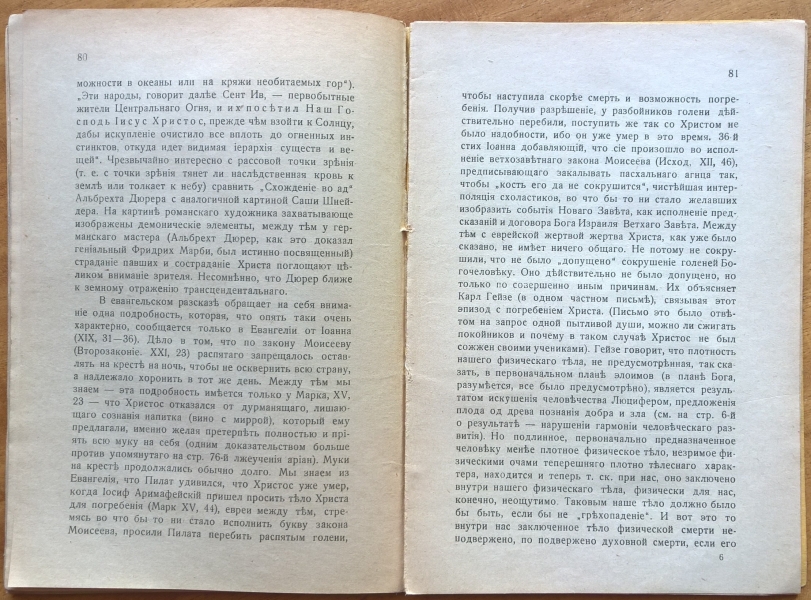 80
можности в океаны или на кряжи необитаемых гор“).
„Эти народы, говорит далѣе Сент Ив, — первобытные
жители Центральнаго Огня, и их посѣтил Наш Го-
сподь Iисус Христос, прежде чѣм взойти к Солнцу,
дабы искупленіе очистило все вплоть до огненных ин-
стинктов, откуда идет видимая іерархія существ и ве-
щей“. Чрезвычайно интересно с рассовой точки зрѣнія
(т. е. с точки зрѣнія тянет ли наслѣдственная кровь к
землѣ или толкает к небу) сравнить „Схожденіе во ад“
Альбрехта Дюрера с аналогичной картиной Саши Шней-
дера. На картинѣ романскаго художника захватывающе
изображены демоническіе элементы, между тѣм у гер-
манскаго мастера (Альбрехт Дюрер, как это доказал
геніальный Фридрих Марби, был истинно посвященный)
страданіе павших и состраданіе Христа поглощают цѣ-
ликом вниманіе зрителя. Несомнѣнно, что Дюрер ближе
к земному отраженію трансцендентальнаго.
В евангельском рассказѣ обращает на себя внима-
ніе одна подробность, которая, что опять таки очень
характерно, сообщается только в Евангеліи от Іоанна
(XIX, 31—36). Дѣло в том, что по закону Моисееву
(Второзаконіе. XXI, 23) распятаго запрещалось остав-
лять на крестѣ на ночь, чтобы не осквернить всю страну,
а надлежало хоронить в тот же день. Между тѣм мы
знаем — эта подробность имѣется только у Марка, XV,
23 — что Христос отказался от дурманящаго, лишаю-
щаго сознанія напитка (вино с миррой), который ему
предлагали, именно желая претерпѣть полностью и прі-
ять всю муку на себя (одним доказательством больше
против упомянутаго на стр. 76-й лжеученія аріан). Муки
на крестѣ продолжались обычно долго. Мы знаем из
Евангелія, что Пилат удивился, что Христос уже умер,
когда Іосиф Аримафейскій пришел просить тѣло Христа
для погребенія (Марк XV, 44), евреи между тѣм, стре-
мясь во что бы то ни стало исполнить букву закона
Моисеева, просили Пилата перебить распятым голени,
81
чтобы наступила скорѣе смерть и возможность погре-
бенія. Получив разрѣшеніе, у разбойников голени дѣй-
ствительно перебили, поступить же так со Христом не
было надобности, ибо он уже умер в это время. 36-й
стих Іоанна добавляющій, что сіе произошло во испол-
неніе ветхозавѣтнаго закона Моисеева (Исход. XII, 46),
предписывающаго закалывать пасхальнаго агнца так,
чтобы „кость его да не сокрушится“, чистѣйшая интер-
поляція схоластиков, во что бы то ни стало желавших
изобразить событія Новаго Завѣта, как исполненіе пред-
сказаній и договора Бога Израиля Ветхаго Завѣта. Между
тѣм с еврейской жертвой жертва Христа, как уже было
сказано, не имѣет ничего общаго. Не потому не сокру-
шили, что не было „допущено“ сокрушеніе голеней Бо-
гочеловѣку. Оно дѣйствительно не было допущено, но
только по совершенно иным причинам. Их объясняет
Карл Гейзе (в одном частном письмѣ), связывая этот
эпизод с погребеніем Христа. (Письмо это было отвѣ-
том на запрос одной пытливой души, можно ли сжигать
покойников и почему в таком случаѣ Христос не был
сожжен своими учениками). Гейзе говорит, что плотность
нашего физическаго тѣла, не предусмотрѣнная, так ска-
зать, в первоначальном планѣ элоимов (в планѣ Бога,
разумѣется, все было предусмотрѣно), является резуль-
татом искушенія человѣчества Люцифером, предложенія
плода от древа познанія добра и зла (см. на стр. 6-й
о результатѣ — нарушеніи гармоніи человѣческаго раз-
витія). Но подлинное, первоначально предназначенное
человѣку менѣе плотное физическое тѣло, незримое фи-
зическими очами теперешняго плотно тѣлеснаго харак-
тера, находится и теперь т. ск. при нас, оно заключено
внутри нашего физическаго тѣла, физически для нас,
конечно, неощутимо. Таковым наше тѣло должно было
бы быть, если бы не „грѣхопаденіе“. И вот это то
внутри нас заключенное тѣло физической смерти не-
подвержено, но подвержено духовной смерти, если его
6